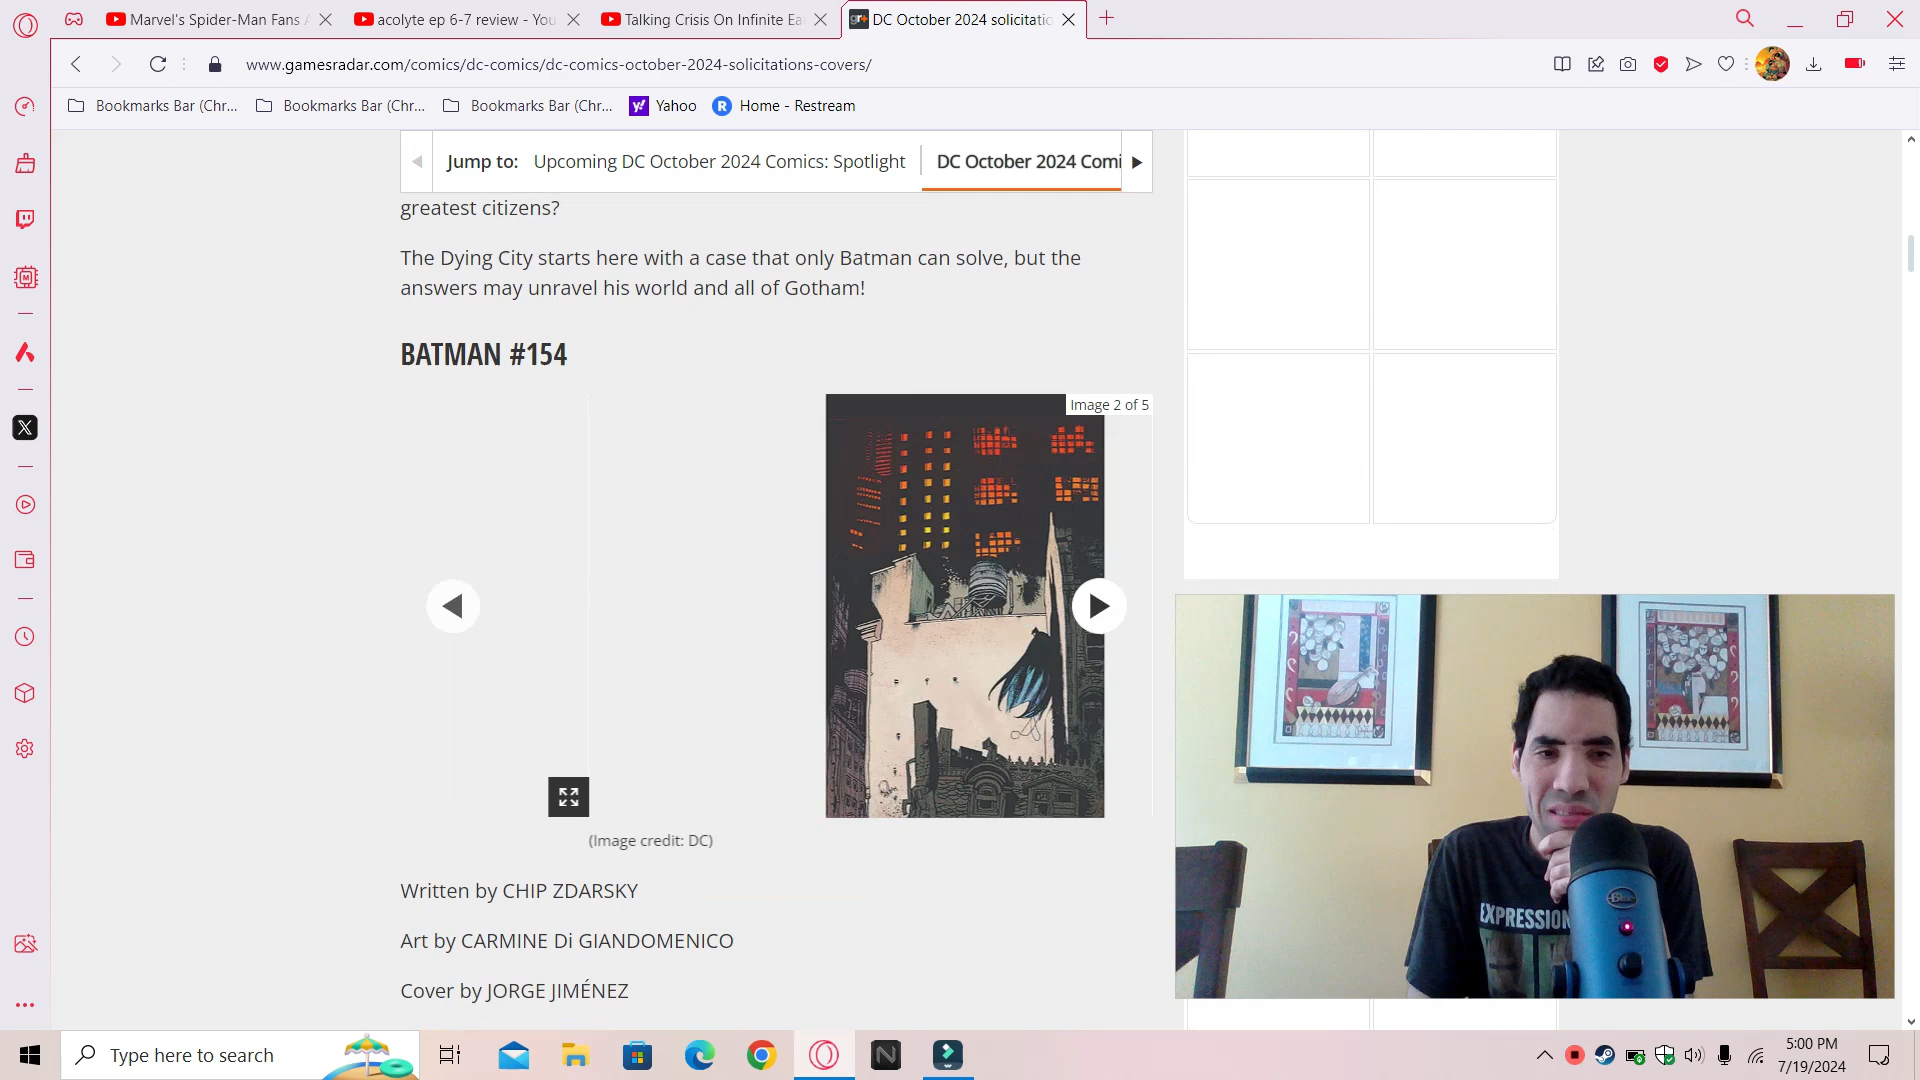 Marvel's Spider-Man Fans
acolyte ep 6-7 review - You
Talking Crisis On Infinite Ea
gr+
DC October 2024 solicitatio
www.gamesradar.com/comics/dc-comics/dc-comics-october-2024-solicitations-covers/
Bookmarks Bar (Chr...
Bookmarks Bar (Chr...
Bookmarks Bar (Chr...
Yahoo
R
Home - Restream
Jump to:
Upcoming DC October 2024 Comics: Spotlight
DC October 2024 Comi
greatest citizens?
The Dying City starts here with a case that only Batman can solve, but the
answers may unravel his world and all of Gotham!
BATMAN #154
Image 2 of 5
(Image credit: DC)
Written by CHIP ZDARSKY
Art by CARMINE Di GIANDOMENICO
Cover by JORGE JIMÉNEZ
EXPRESSION
Blue
Type here to search
5:00 PM
7/19/2024